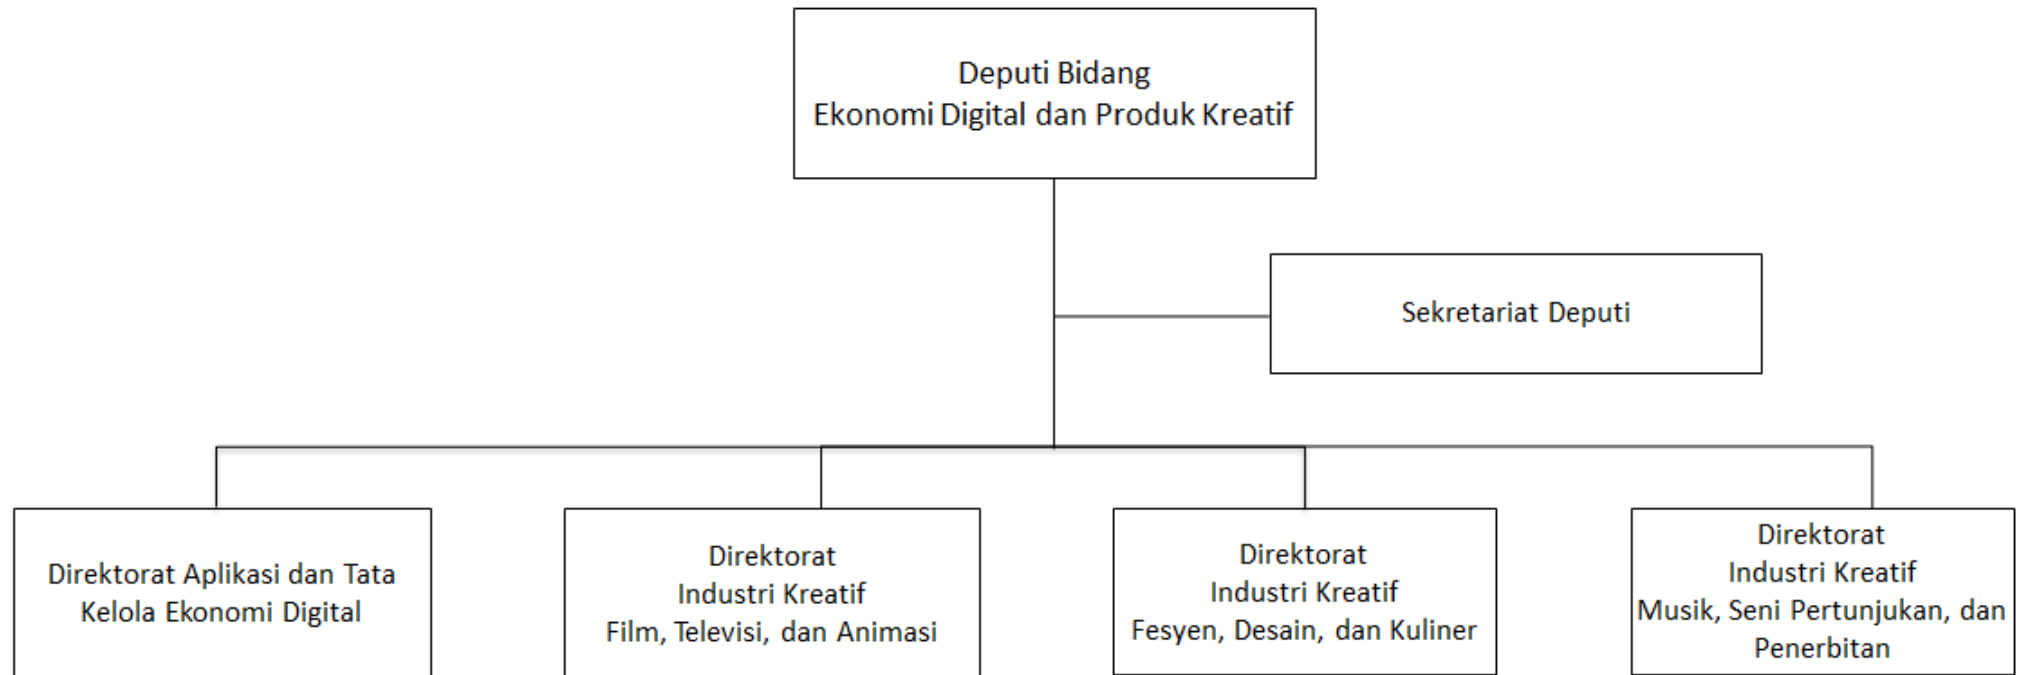 Deputi Bidang
Ekonomi Digital dan Produk Kreatif
Sekretariat Deputi
Direktorat Aplikasi dan Tata
Kelola Ekonomi Digital
Direktorat
Industri Kreatif
Film, Televisi, dan Animasi
Direktorat
Industri Kreatif
Fesyen, Desain, dan Kuliner
Direktorat
Industri Kreatif
Musik, Seni Pertunjukan, dan
Penerbitan